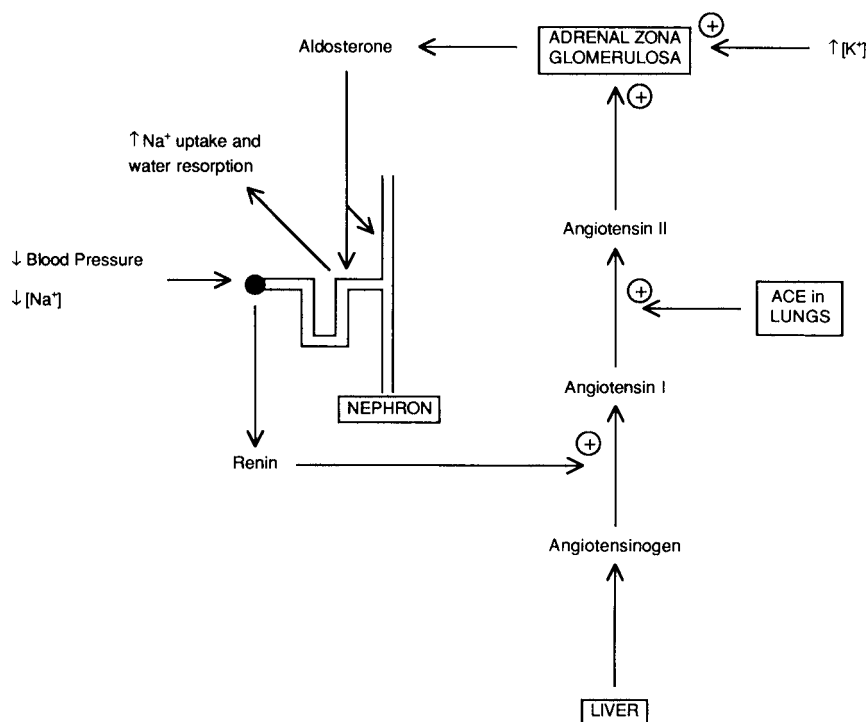 Aldosterone
ADRENAL ZONA
GLOMERULOSA
+
↑[K⁺]
+
↑Na⁺ uptake and
water resorption
Angiotensin II
↓Blood Pressure
↓[Na⁺]
+
ACE in
LUNGS
Angiotensin I
NEPHRON
+
Renin
Angiotensinogen
LIVER